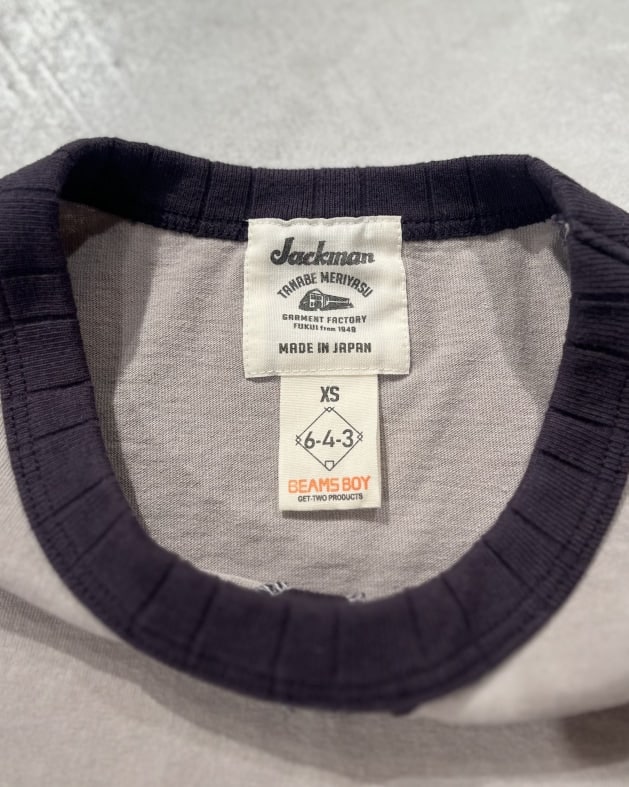 Jackman
TANABE MERIYASU
GARMENT FACTORY
FUKUI from 1949
MADE IN JAPAN
XS
6-4-3
BEAMS BOY
GET-TWO PRODUCTS